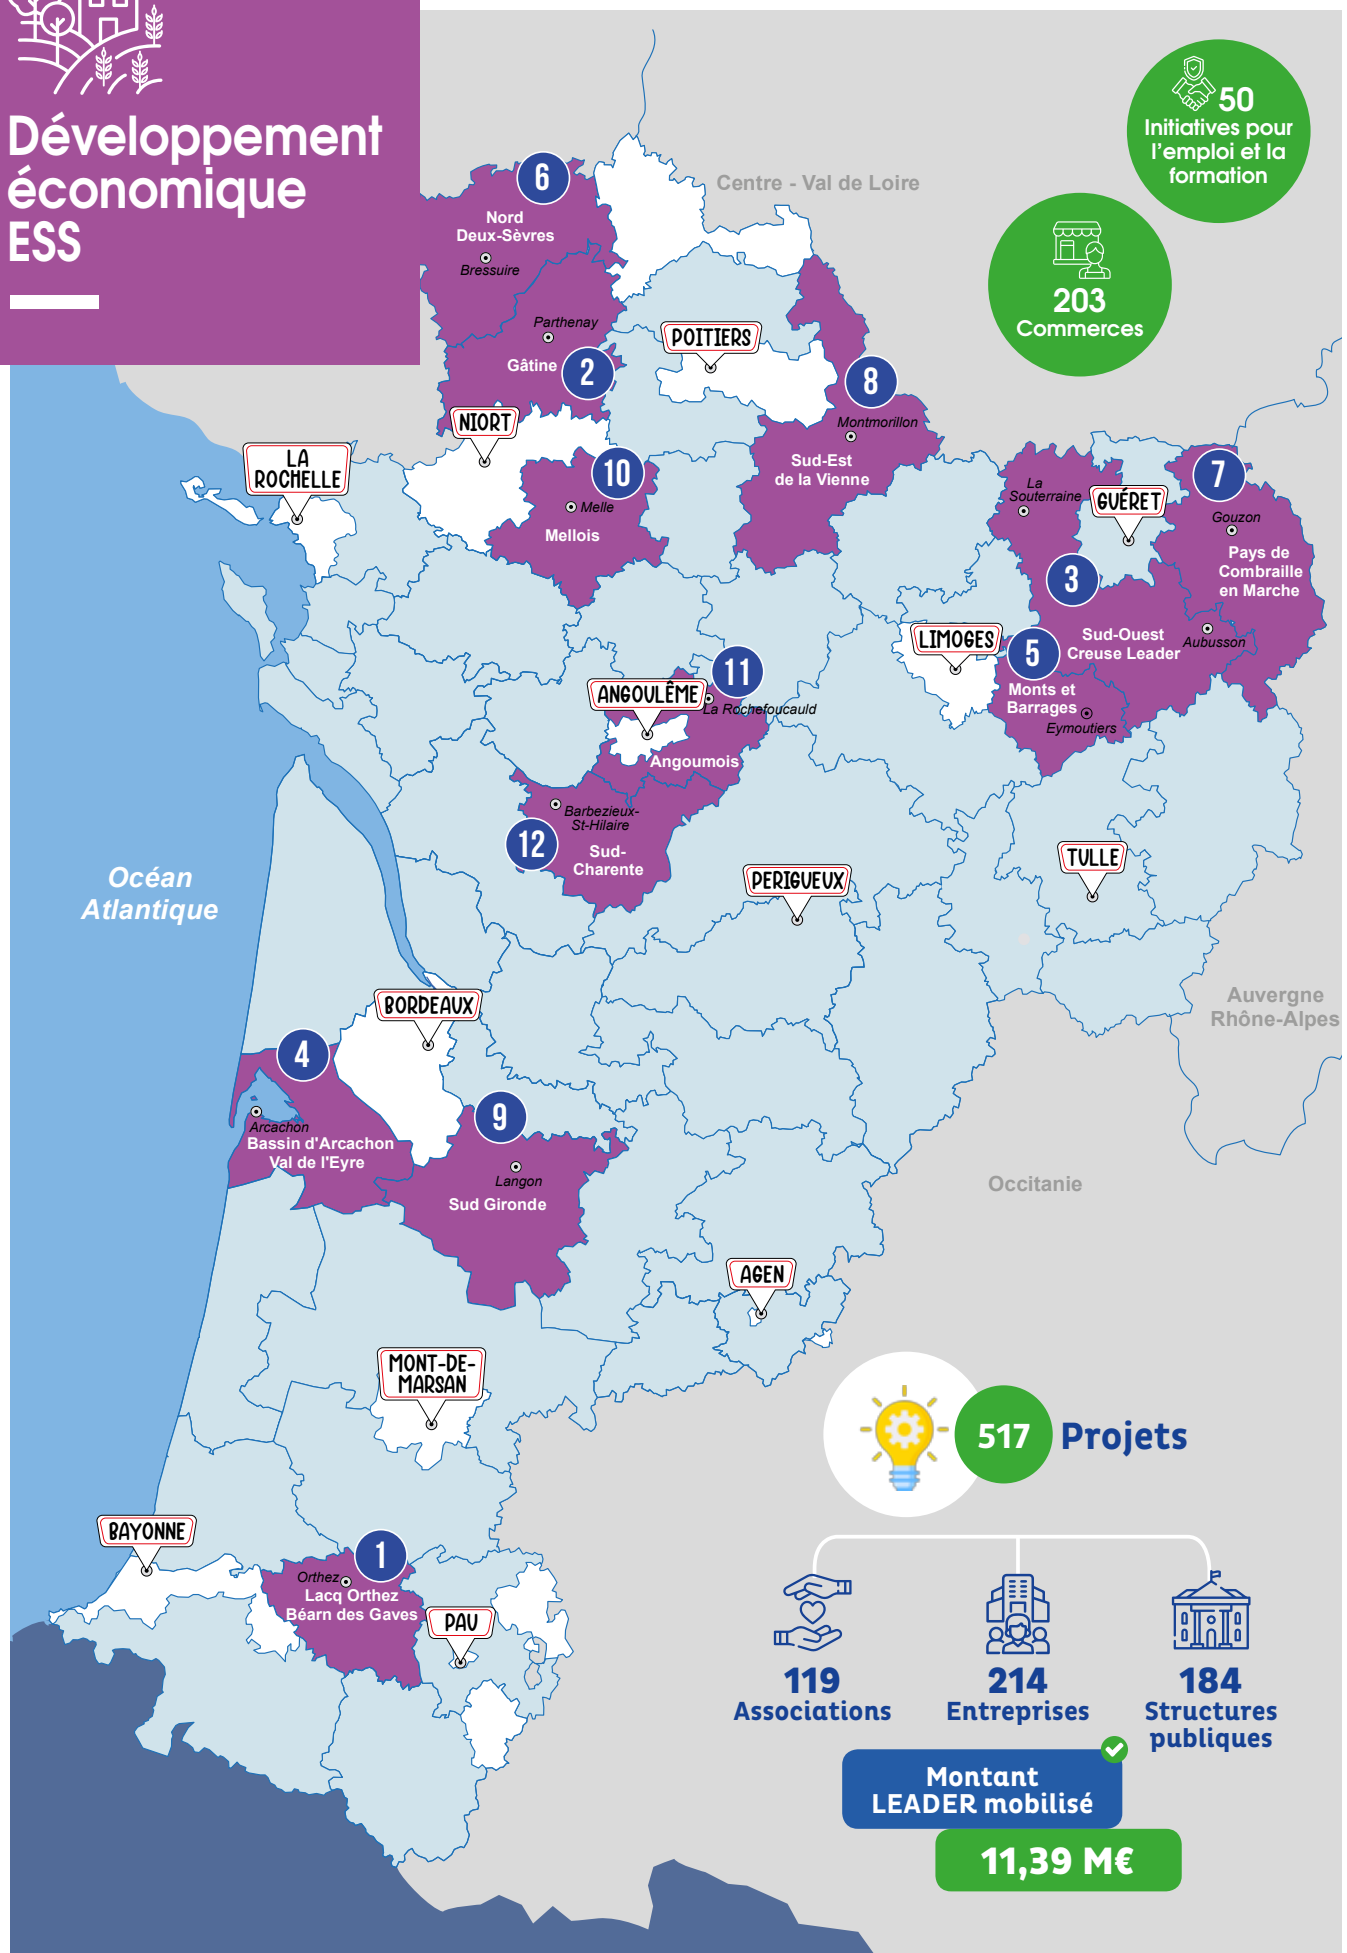 Développement
économique
ESS
50
Initiatives pour
l'emploi et la
formation
203
Commerces
Centre - Val de Loire
6
Nord
Deux-Sèvres
Bressuire
Parthenay
Gâtine
2
POITIERS
8
Montmorillon
Sud-Est
de la Vienne
NIORT
LA
ROCHELLE
10
Melle
Mellois
La
Souterraine
GUÉRET
7
Gouzon
Pays de
Combraille
en Marche
3
Sud-Ouest
Creuse Leader
Aubusson
LIMOGES
5
Monts et
Barrages
Eymoutiers
11
ANGOULÊME
La Rochefoucauld
Angoumois
Barbezieux-
St-Hilaire
12
Sud-
Charente
Océan
Atlantique
PERIGUEUX
TULLE
Auvergne
Rhône-Alpes
BORDEAUX
4
Arcachon
Bassin d'Arcachon
Val de l'Eyre
9
Langon
Sud Gironde
Occitanie
AGEN
MONT-DE-
MARSAN
BAYONNE
1
Orthez
Lacq Orthez
Béarn des Gaves
PAU
517 Projets
119
Associations
214
Entreprises
184
Structures
publiques
Montant
LEADER mobilisé
11,39 M€